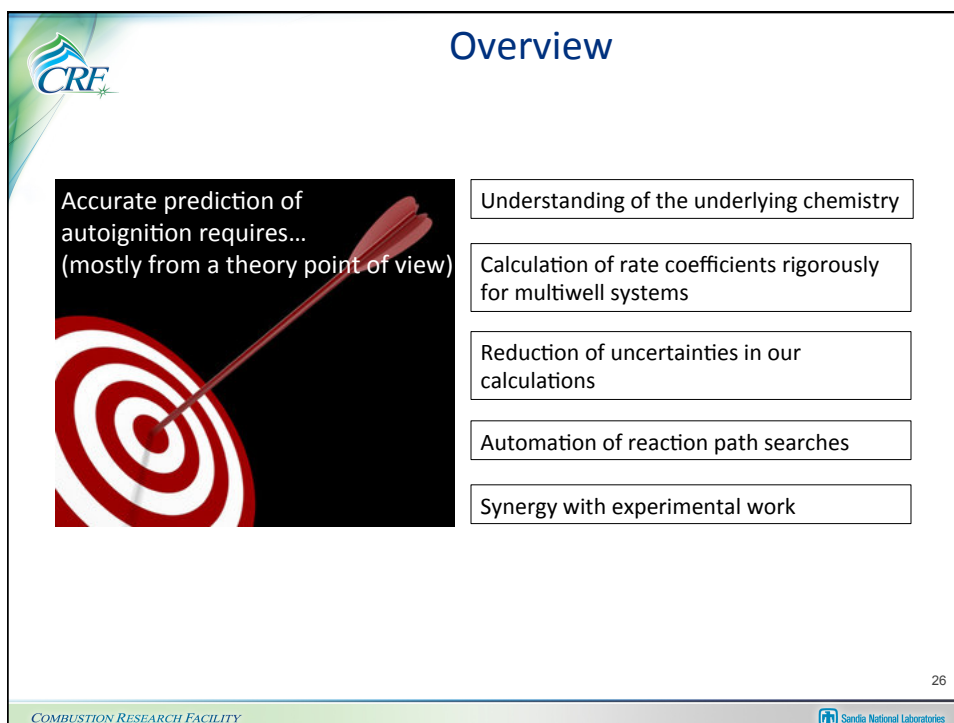 CRF
Overview
Accurate prediction of
autoignition requires…
(mostly from a theory point of view)
Understanding of the underlying chemistry
Calculation of rate coefficients rigorously
for multiwell systems
Reduction of uncertainties in our
calculations
Automation of reaction path searches
Synergy with experimental work
26
COMBUSTION RESEARCH FACILITY
Sandia National Laboratories